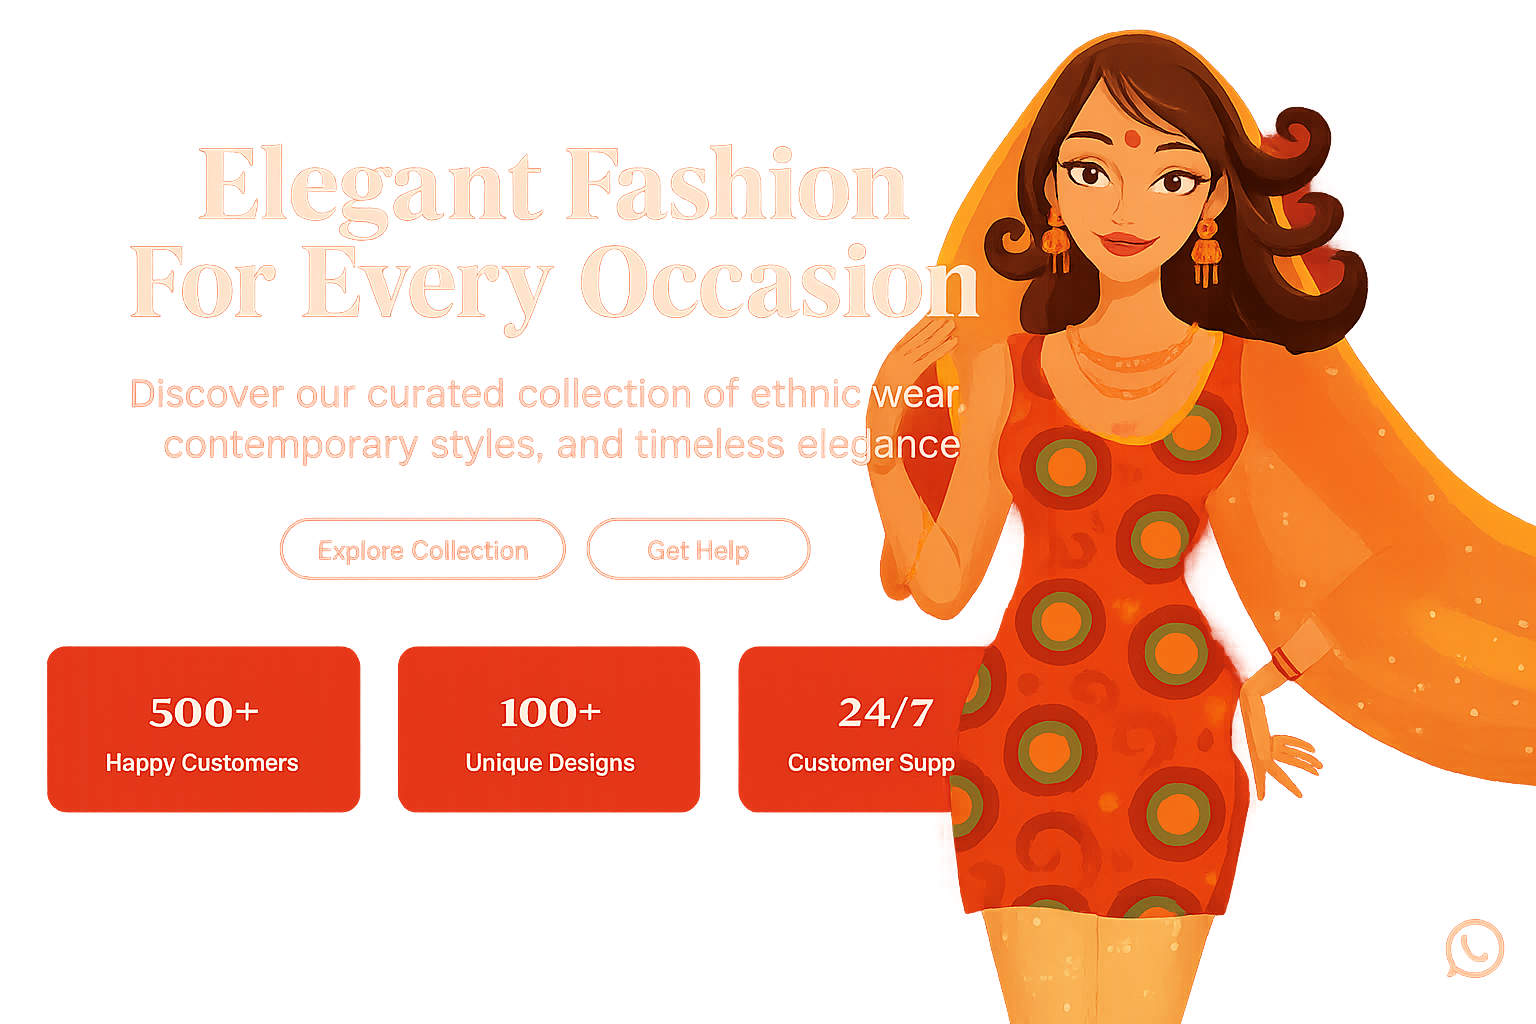 Elegant Fashion
For Every Occasion
Discover our curated collection of ethnic wear,
contemporary styles, and timeless elegance
Explore Collection
Get Help
500+
Happy Customers
100+
Unique Designs
24/7
Customer Supp